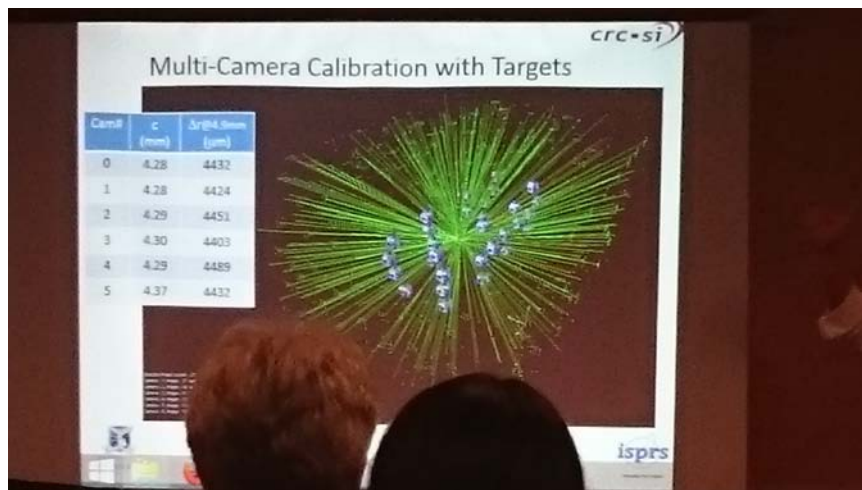 crc-si
Multi-Camera Calibration with Targets
Cam# c Δr@4.9mm
(mm) (μm)
0 4.28 4432
1 4.28 4424
2 4.29 4451
3 4.30 4403
4 4.29 4489
5 4.37 4432
isprs